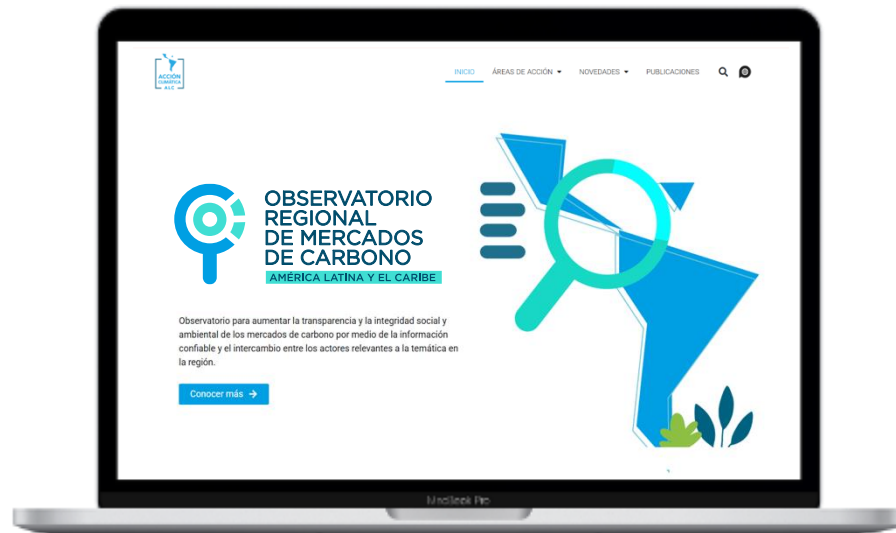 ACCIÓN
CLIMÁTICA
ALC
INICIO ÁREAS DE ACCIÓN NOVEDADES PUBLICACIONES
OBSERVATORIO
REGIONAL
DE MERCADOS
DE CARBONO
AMÉRICA LATINA Y EL CARIBE
Observatorio para aumentar la transparencia y la integridad social y
ambiental de los mercados de carbono por medio de la información
confiable y el intercambio entre los actores relevantes a la temática en
la región.
Conocer más
MacBook Pro